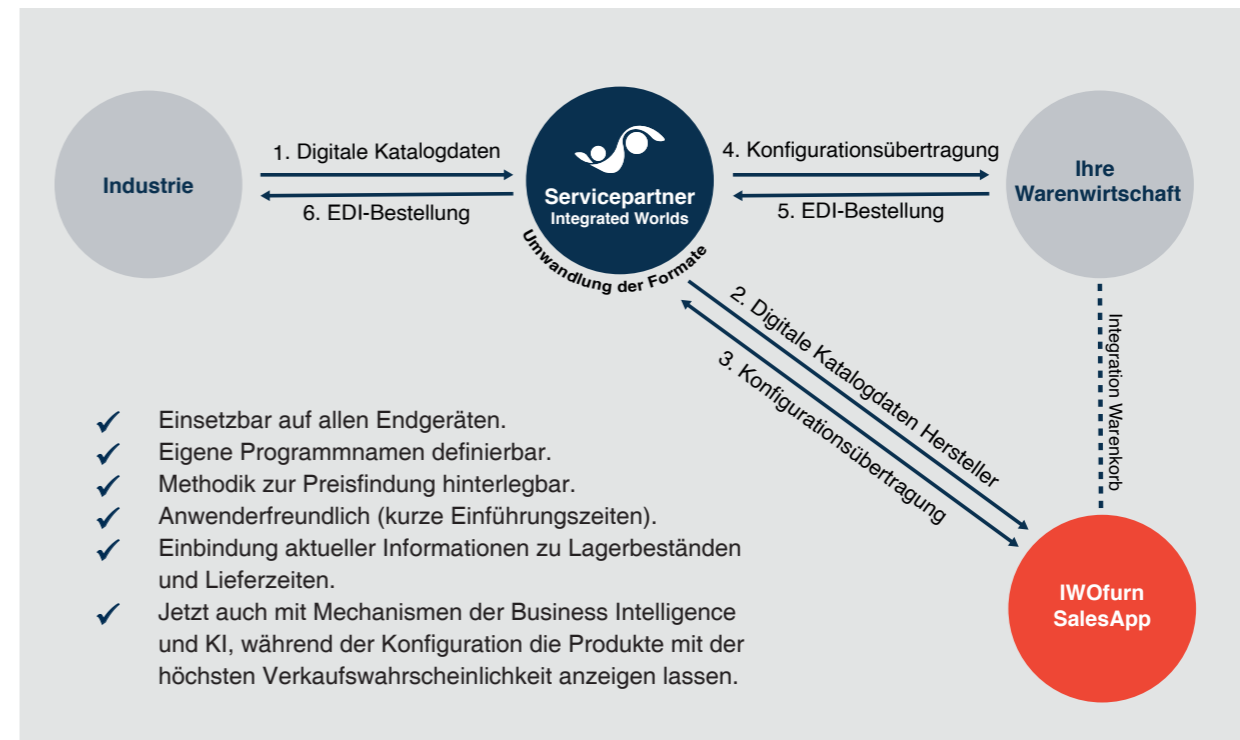 Industrie
1. Digitale Katalogdaten
6. EDI-Bestellung
Servicepartner
Integrated Worlds
Umwandlung der Formate
4. Konfigurationsübertragung
5. EDI-Bestellung
Ihre
Warenwirtschaft
2. Digitale Katalogdaten Hersteller
3. Konfigurationsübertragung
Integration Warenkorb
IWOfurn
SalesApp
✓ Einsetzbar auf allen Endgeräten.
✓ Eigene Programmnamen definierbar.
✓ Methodik zur Preisfindung hinterlegbar.
✓ Anwenderfreundlich (kurze Einführungszeiten).
✓ Einbindung aktueller Informationen zu Lagerbeständen
und Lieferzeiten.
✓ Jetzt auch mit Mechanismen der Business Intelligence
und KI, während der Konfiguration die Produkte mit der
höchsten Verkaufswahrscheinlichkeit anzeigen lassen.